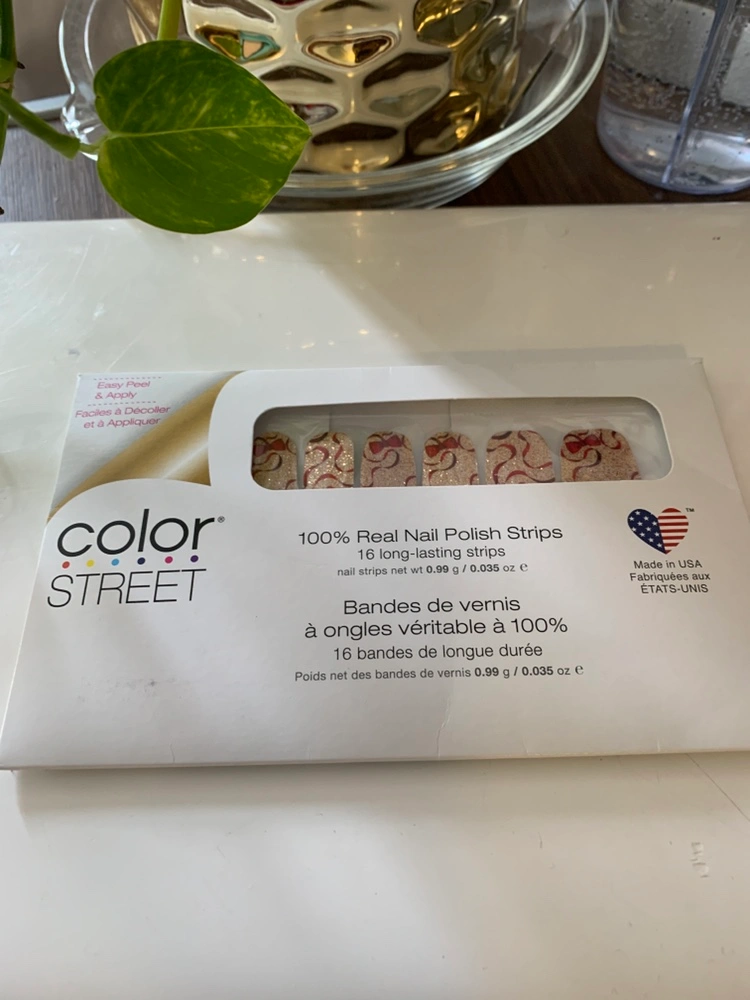 Easy Peel
& Apply
Faciles à Décoller
et à Appliquer
color®
STREET
100% Real Nail Polish Strips
16 long-lasting strips
nail strips net wt 0.99 g / 0.035 oz ℮
Bandes de vernis
à ongles véritable à 100%
16 bandes de longue durée
Poids net des bandes de vernis 0.99 g / 0.035 oz ℮
TM
Made in USA
Fabriquées aux
ÉTATS-UNIS